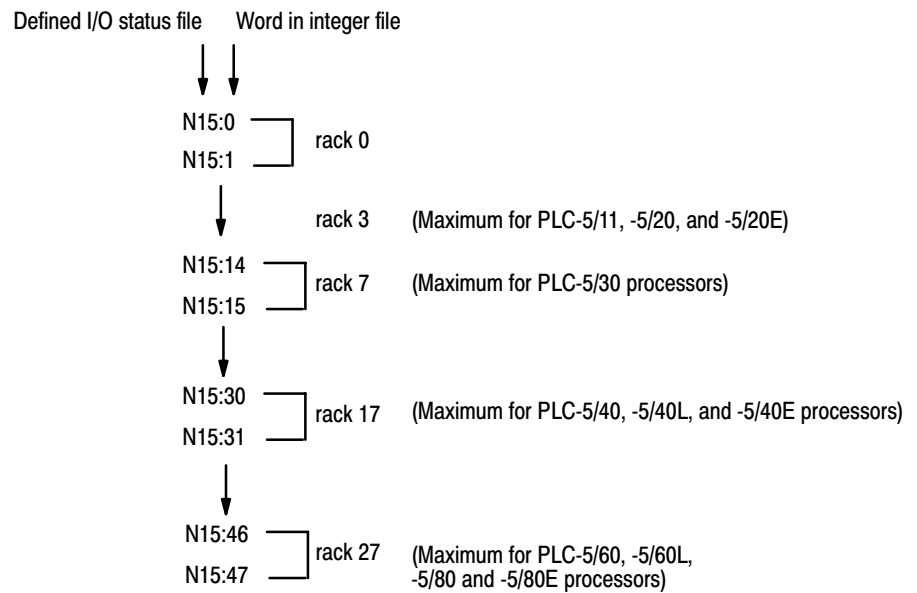 Defined I/O status file Word in integer file
N15:0
rack 0
N15:1
rack 3 (Maximum for PLC-5/11, -5/20, and -5/20E)
N15:14
rack 7 (Maximum for PLC-5/30 processors)
N15:15
N15:30
rack 17 (Maximum for PLC-5/40, -5/40L, and -5/40E processors)
N15:31
N15:46
rack 27 (Maximum for PLC-5/60, -5/60L,
-5/80 and -5/80E processors)
N15:47